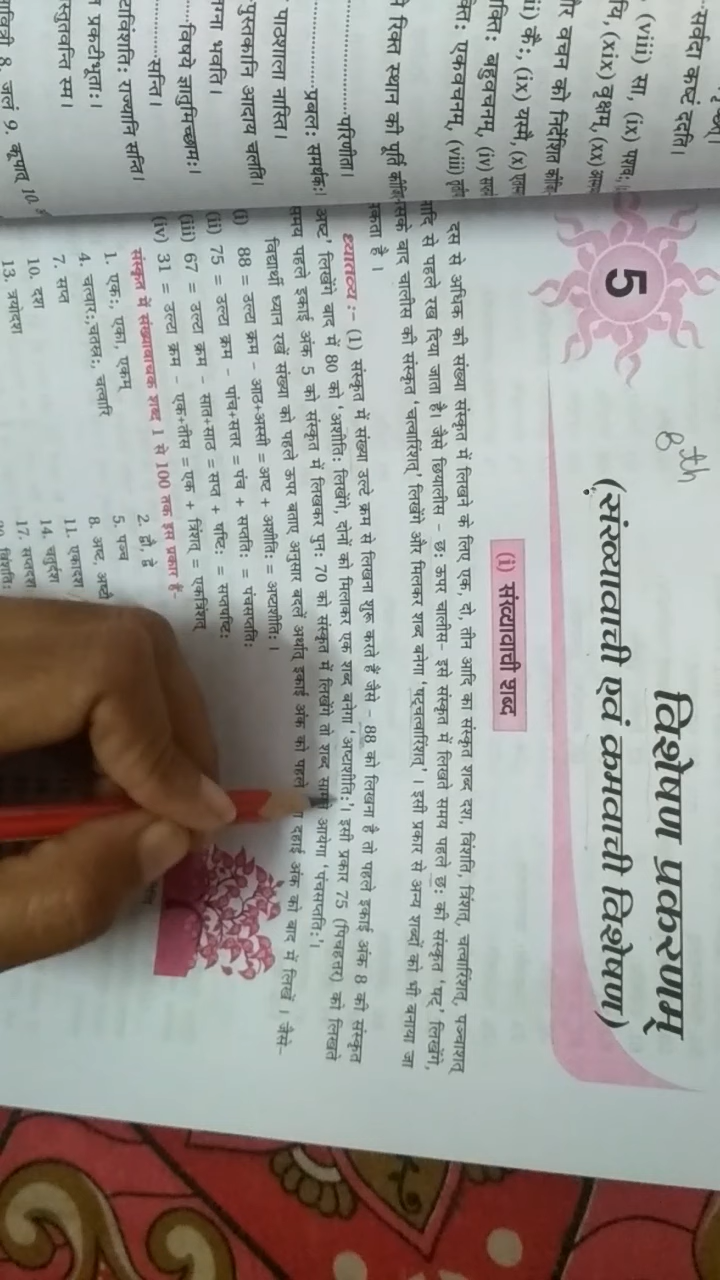 5
8th
विशेषण प्रकरणम्
(संख्यावाची एवं क्रमवाची विशेषण)
(i) संख्यावाची शब्द
दस से अधिक की संख्या संस्कृत में लिखने के लिए एक, दो, तीन आदि का संस्कृत शब्द दश, विंशति, त्रिंशत्, चत्वारिंशत्, पञ्चाशत्
आदि से पहले रख दिया जाता है। जैसे छियालीस - छः ऊपर चालीस- इसे संस्कृत में लिखते समय पहले छः की संस्कृत 'षट्' लिखेंगे,
इसके बाद चालीस की संस्कृत 'चत्वारिंशत्' लिखेंगे और मिलकर शब्द बनेगा 'षट्चत्वारिंशत्' । इसी प्रकार से अन्य शब्दों को भी बनाया जा
सकता है ।
ध्यातव्य :- (1) संस्कृत में संख्या उल्टे क्रम से लिखना शुरू करते हैं जैसे - 88 को लिखना है तो पहले इकाई अंक 8 की संस्कृत
'अष्ट' लिखेंगे बाद में 80 को 'अशीतिः लिखेंगे, दोनों को मिलाकर एक शब्द बनेगा 'अष्टाशीतिः'। इसी प्रकार 75 (पिचहत्तर) को लिखते
समय पहले इकाई अंक 5 को संस्कृत में लिखकर पुनः 70 को संस्कृत में लिखेंगे तो शब्द सामने आयेगा 'पंचसप्ततिः'।
विद्यार्थी ध्यान रखें संख्या को पहले ऊपर बताए अनुसार बदलें अर्थात् इकाई अंक को पहले दहाई अंक को बाद में लिखें । जैसे-
(i) 88 = उल्टा क्रम - आठ+अस्सी = अष्ट + अशीतिः = अष्टाशीतिः ।
(ii) 75 = उल्टा क्रम - पांच+सत्तर = पंच + सप्ततिः = पंचसप्ततिः
(iii) 67 = उल्टा क्रम - सात+साठ = सप्त + षष्टिः = सप्तषष्टिः
(iv) 31 = उल्टा क्रम - एक+तीस = एक + त्रिंशत् = एकत्रिंशत्
संस्कृत में संख्यावाचक शब्द 1 से 100 तक इस प्रकार है-
1. एकः, एका, एकम् 2. द्वौ, द्वे
4. चत्वारः, चतस्रः, चत्वारि 5. पञ्च
7. सप्त 8. अष्ट, अष्टौ
10. दश 11. एकादश
13. त्रयोदश 14. चतुर्दश
17. सप्तदश
विंशतिः
सर्वदा कष्टं ददति।
(viii) सा, (ix)
(xix) वृक्षम्, (xx)
और वचन को निर्देशित
(ii) कैः, (ix) यस्मै, (x)
बहुवचनम्, (iv)
एकवचनम्, (viii)
रिक्त स्थान की पूर्ति
परिणीता।
प्रबलः समर्थकः।
पाठशाला नास्ति।
पुस्तकानि आदाय चलति।
भवति।
विषये ज्ञातुमिच्छामः।
सन्ति।
राज्यानि सन्ति।
प्रकटीभूताः।
8. जलं 9. कूपात् 10.